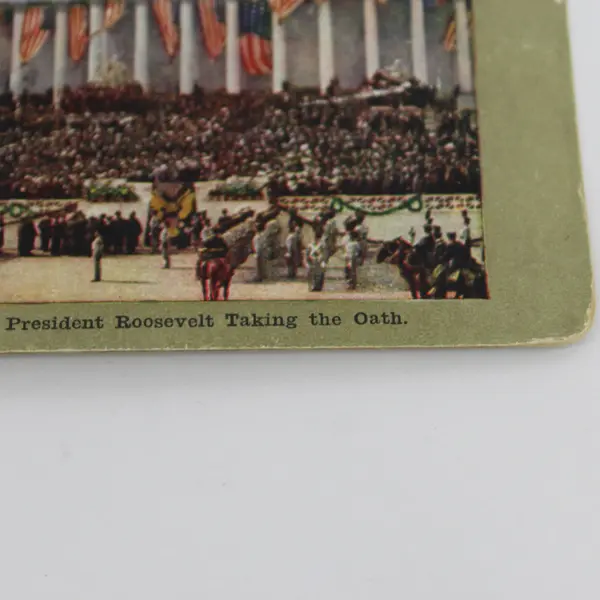 President Roosevelt Taking the Oath.